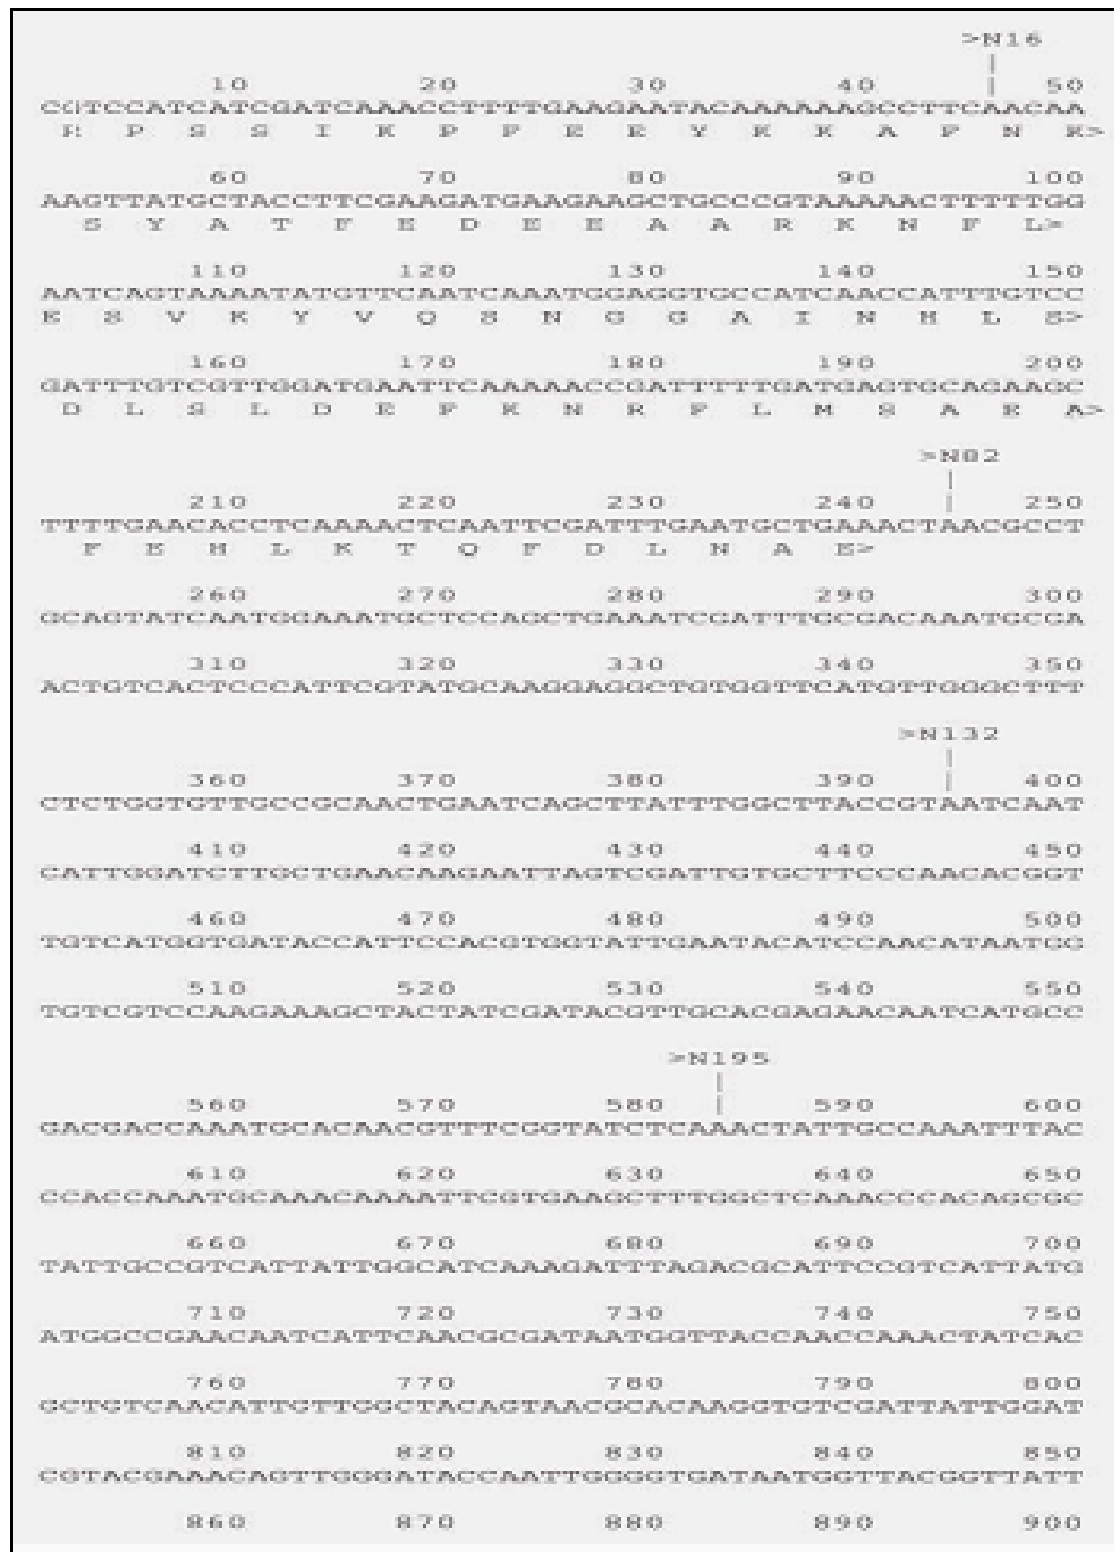 >N16
10 20 30 40 50
CGTCCATCATCGATCAAACCTTTTGAAGAATACAAAAAAGCCTTCAACAA
R P S S I K P F E E Y K K A F N K>
60 70 80 90 100
AAGTTATGCTACCTTCGAAGATGAAGAAGCTGCCCGTAAAAACTTTTTGG
S Y A T F E D E E A A R K N F L>
110 120 130 140 150
AATCAGTAAAATATGTTCAATCAAATGGAGGTGCCATCAACCATTTGTCC
E S V K Y V Q S N G G A I N H L S>
160 170 180 190 200
GATTTGTCGTTGGATGAATTCAAAAACCGATTTTTGATGAGTGCAGAAGC
D L S L D E F K N R F L M S A E A>
>N82
210 220 230 240 250
TTTTGAACACCTCAAAACTCAATTCGATTTGAATGCTGAAACTAACGCCT
F E H L K T Q F D L N A E>
260 270 280 290 300
GCAGTATCAATGGAAATGCTCCAGCTGAAATCGATTTGCGACAAATGCGA
310 320 330 340 350
ACTGTCACTCCCATTCGTATGCAAGGAGGCTGTGGTTCATGTTGGGCTTT
>N132
360 370 380 390 400
CTCTGGTGTTGCCGCAACTGAATCAGCTTATTTGGCTTACCGTAATCAAT
410 420 430 440 450
CATTGGATCTTGCTGAACAAGAATTAGTCGATTGTGCTTCCCAACACGGT
460 470 480 490 500
TGTCATGGTGATACCATTCCACGTGGTATTGAATACATCCAACATAATGG
510 520 530 540 550
TGTCGTCCAAGAAAGCTACTATCGATACGTTGCACGAGAACAATCATGCC
>N195
560 570 580 590 600
GACGACCAAATGCACAACGTTTCGGTATCTCAAACTATTGCCAAATTTAC
610 620 630 640 650
CCACCAAATGCAAACAAAATTCGTGAAGCTTTGGCTCAAACCCACAGCGC
660 670 680 690 700
TATTGCCGTCATTATTGGCATCAAAGATTTAGACGCATTCCGTCATTATG
710 720 730 740 750
ATGGCCGAACAATCATTCAACGCGATAATGGTTACCAACCAAACTATCAC
760 770 780 790 800
GCTGTCAACATTGTTGGCTACAGTAACGCACAAGGTGTCGATTATTGGAT
810 820 830 840 850
CGTACGAAACAGTTGGGATACCAATTGGGGTGATAATGGTTACGGTTATT
860 870 880 890 900